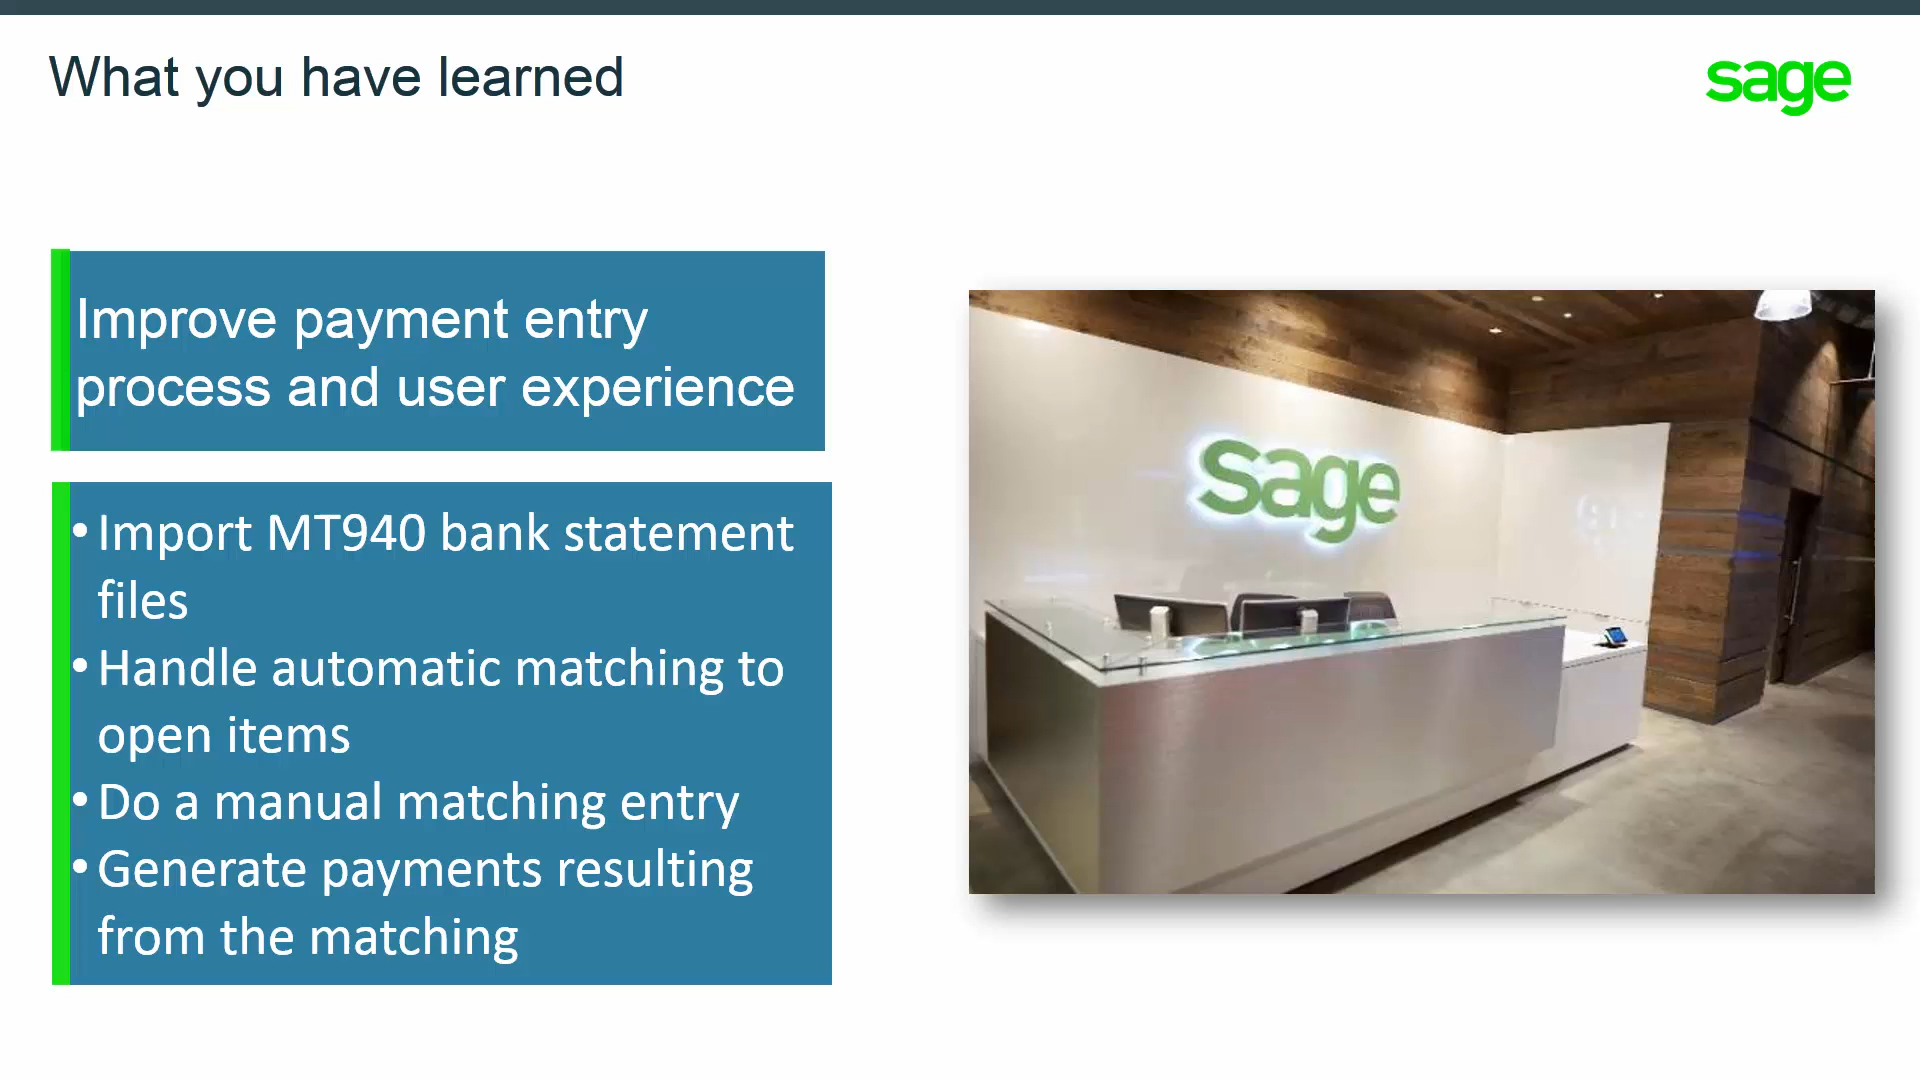 What you have learned
sage
Improve payment entry
process and user experience
• Import MT940 bank statement
files
• Handle automatic matching to
open items
• Do a manual matching entry
• Generate payments resulting
from the matching
sage